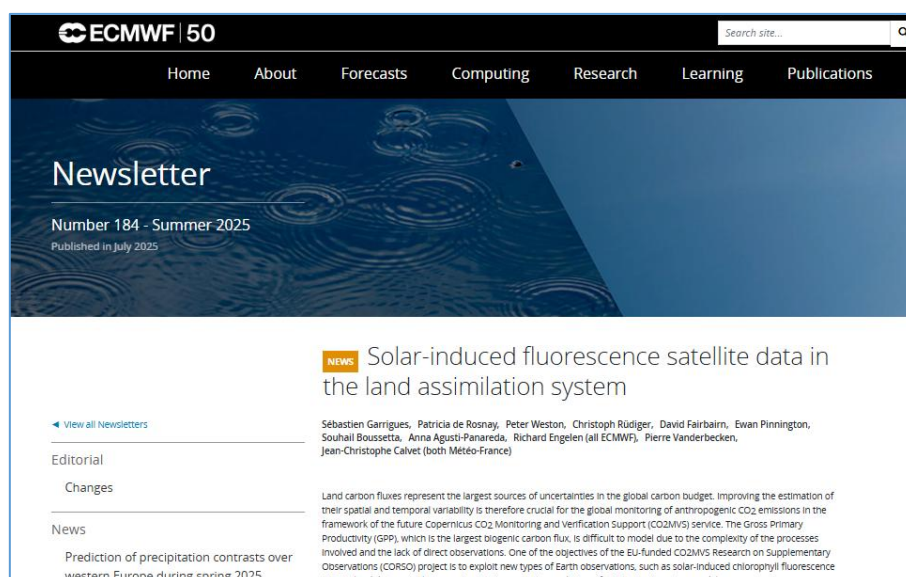 ECMWF | 50
Search site...
Home About Forecasts Computing Research Learning Publications
Newsletter
Number 184 - Summer 2025
Published in July 2025
NEWS Solar-induced fluorescence satellite data in
the land assimilation system
◄ View all Newsletters
Sébastien Garrigues, Patricia de Rosnay, Peter Weston, Christoph Rüdiger, David Fairbairn, Ewan Pinnington,
Souhail Boussetta, Anna Agusti-Panareda, Richard Engelen (all ECMWF), Pierre Vanderbecken,
Jean-Christophe Calvet (both Météo-France)
Editorial
Changes
News
Prediction of precipitation contrasts over
western Europe during spring 2025
Land carbon fluxes represent the largest sources of uncertainties in the global carbon budget. Improving the estimation of
their spatial and temporal variability is therefore crucial for the global monitoring of anthropogenic CO2 emissions in the
framework of the future Copernicus CO2 Monitoring and Verification Support (CO2MVS) service. The Gross Primary
Productivity (GPP), which is the largest biogenic carbon flux, is difficult to model due to the complexity of the processes
involved and the lack of direct observations. One of the objectives of the EU-funded CO2MVS Research on Supplementary
Observations (CORSO) project is to exploit new types of Earth observations, such as solar-induced chlorophyll fluorescence